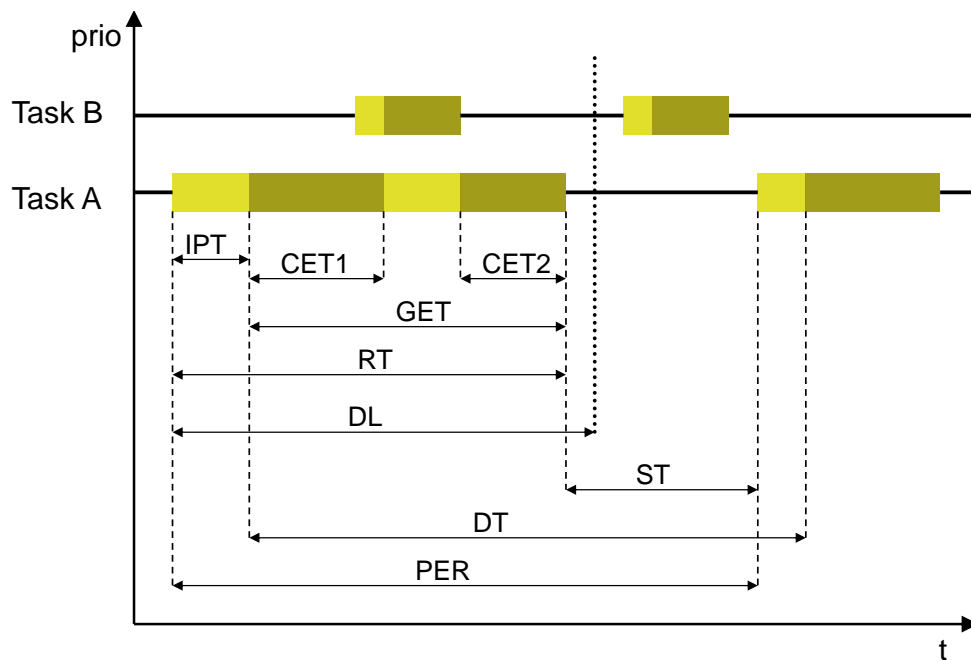 prio
Task B
Task A
IPT
CET1
CET2
GET
RT
DL
ST
DT
PER
t